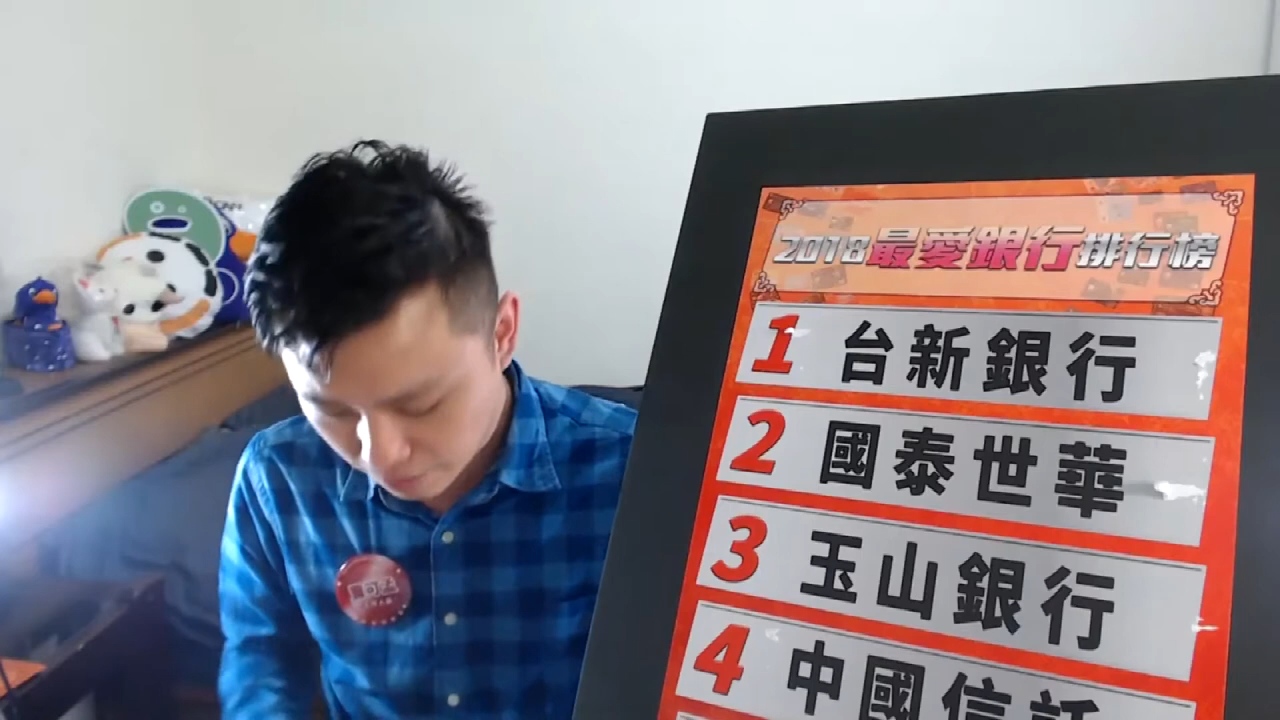 2018最愛銀行排行榜
1 台新銀行
2 國泰世華
3 玉山銀行
4 中國信託